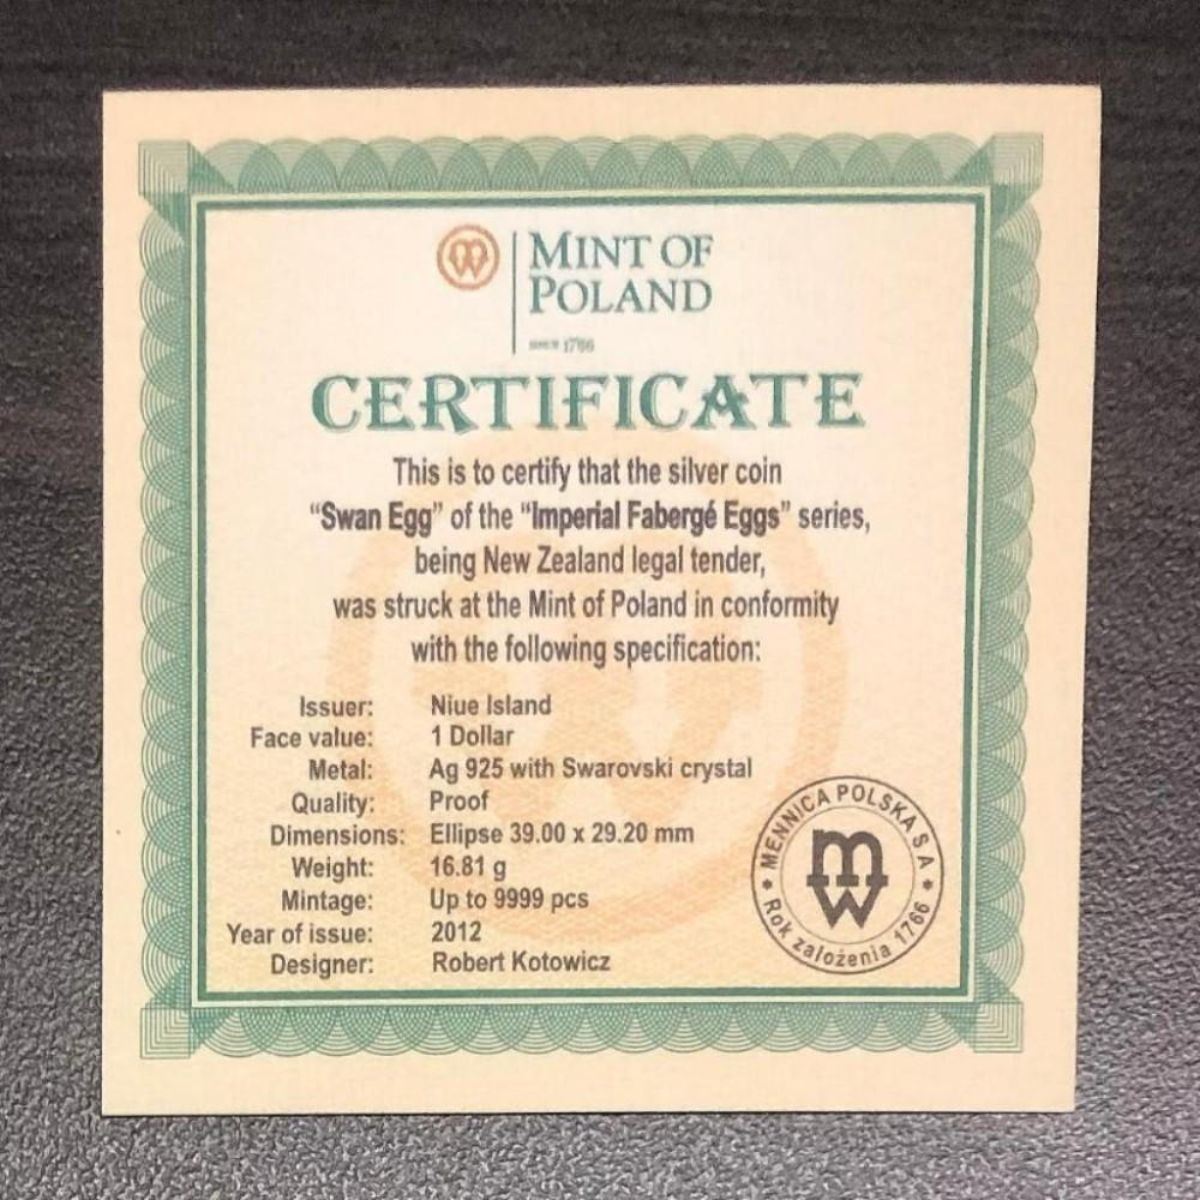 MINT OF
POLAND
SINCE 1766
CERTIFICATE
This is to certify that the silver coin
“Swan Egg” of the “Imperial Fabergé Eggs” series,
being New Zealand legal tender,
was struck at the Mint of Poland in conformity
with the following specification:
Issuer: Niue Island
Face value: 1 Dollar
Metal: Ag 925 with Swarovski crystal
Quality: Proof
Dimensions: Ellipse 39.00 x 29.20 mm
Weight: 16.81 g
Mintage: Up to 9999 pcs
Year of issue: 2012
Designer: Robert Kotowicz
MENNICA POLSKA S A
mw
Rok założenia 1766